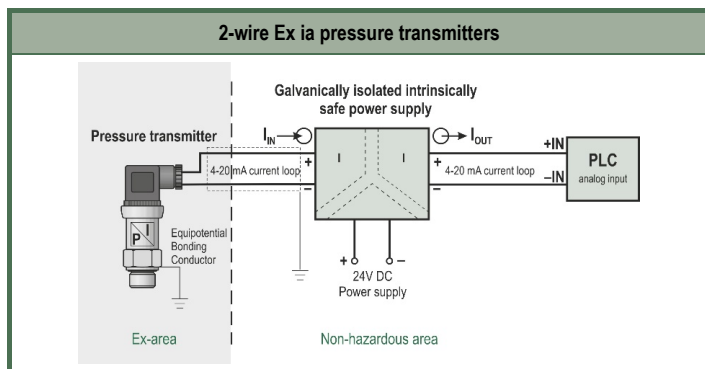 2-wire Ex ia pressure transmitters
Galvanically isolated intrinsically
safe power supply
Pressure transmitter
IIN
IOUT
+IN
PLC
analog input
–IN
4-20 mA current loop
+
–
I
I
+
–
4-20 mA current loop
P
I
Equipotential
Bonding
Conductor
+
–
24V DC
Power supply
Ex-area
Non-hazardous area